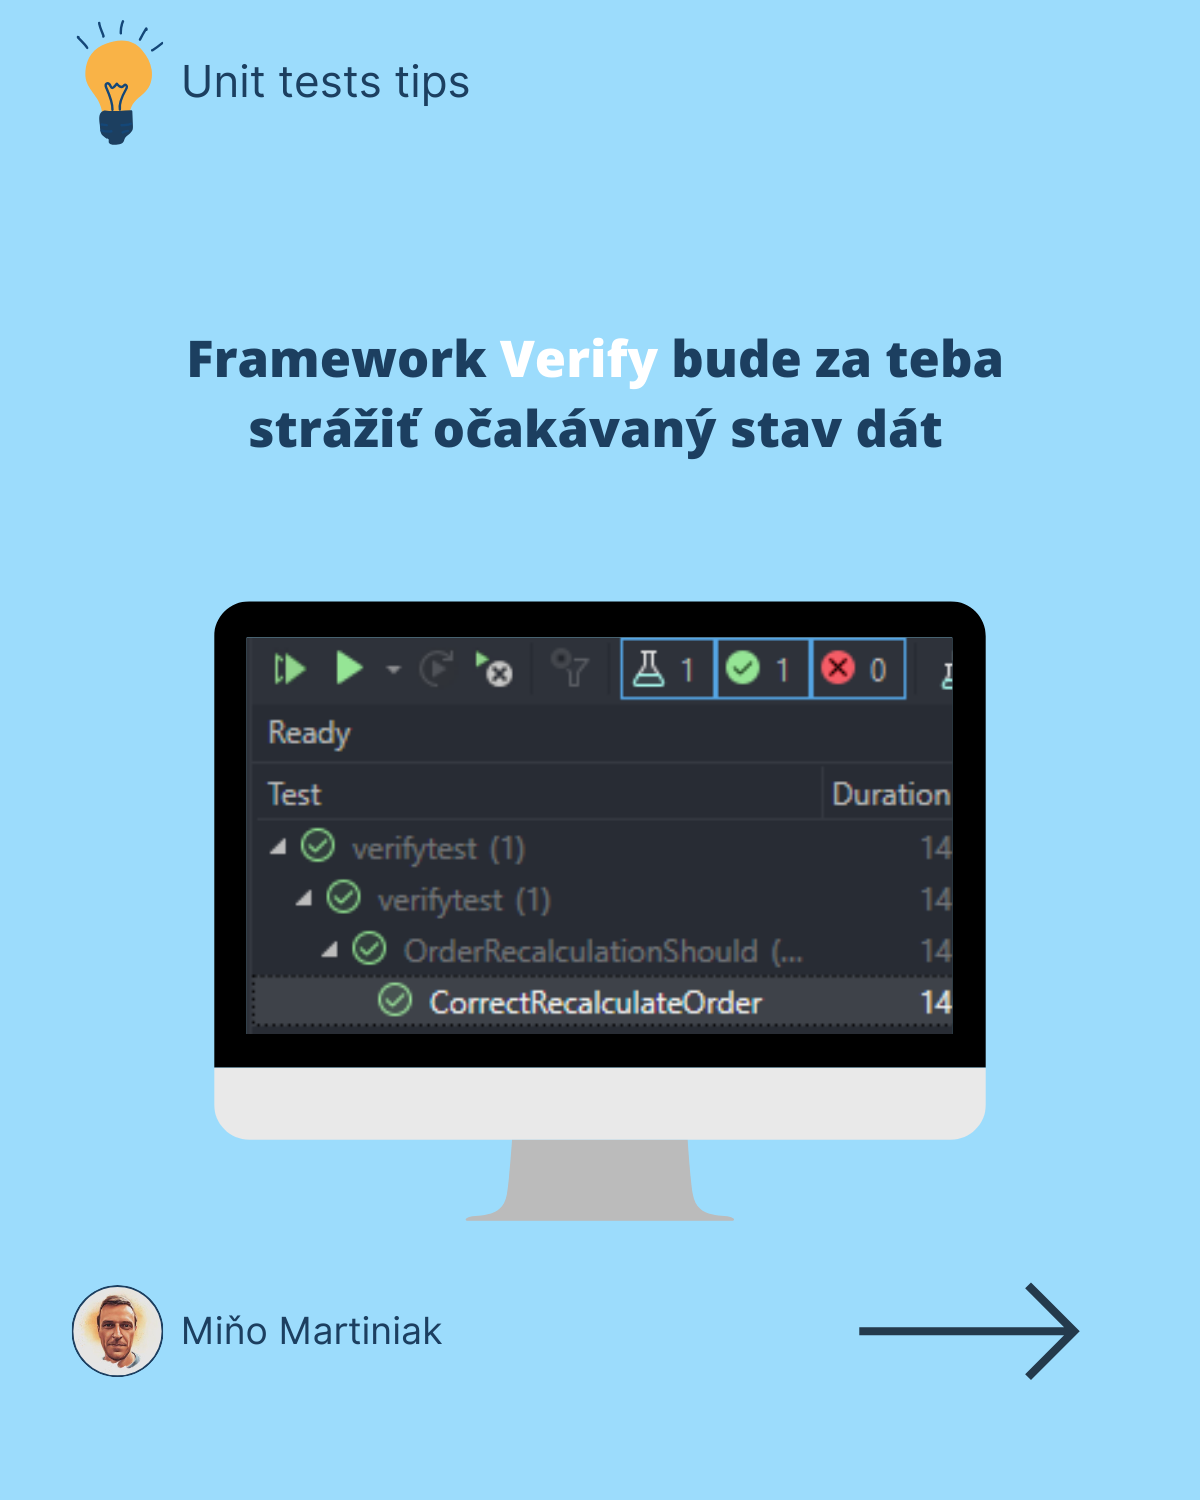 Unit tests tips
Framework Verify bude za teba
strážiť očakávaný stav dát
1 1 0
Ready
Test Duration
verifytest (1) 14
verifytest (1) 14
OrderRecalculationShould (... 14
CorrectRecalculateOrder 14
Miňo Martiniak